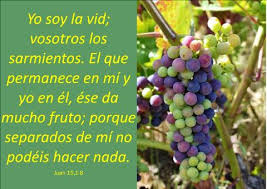 Yo soy la vid;
vosotros los
sarmientos. El que
permanece en mí y
yo en él, ése da
mucho fruto; porque
separados de mí no
podéis hacer nada.
Juan 15,1-8